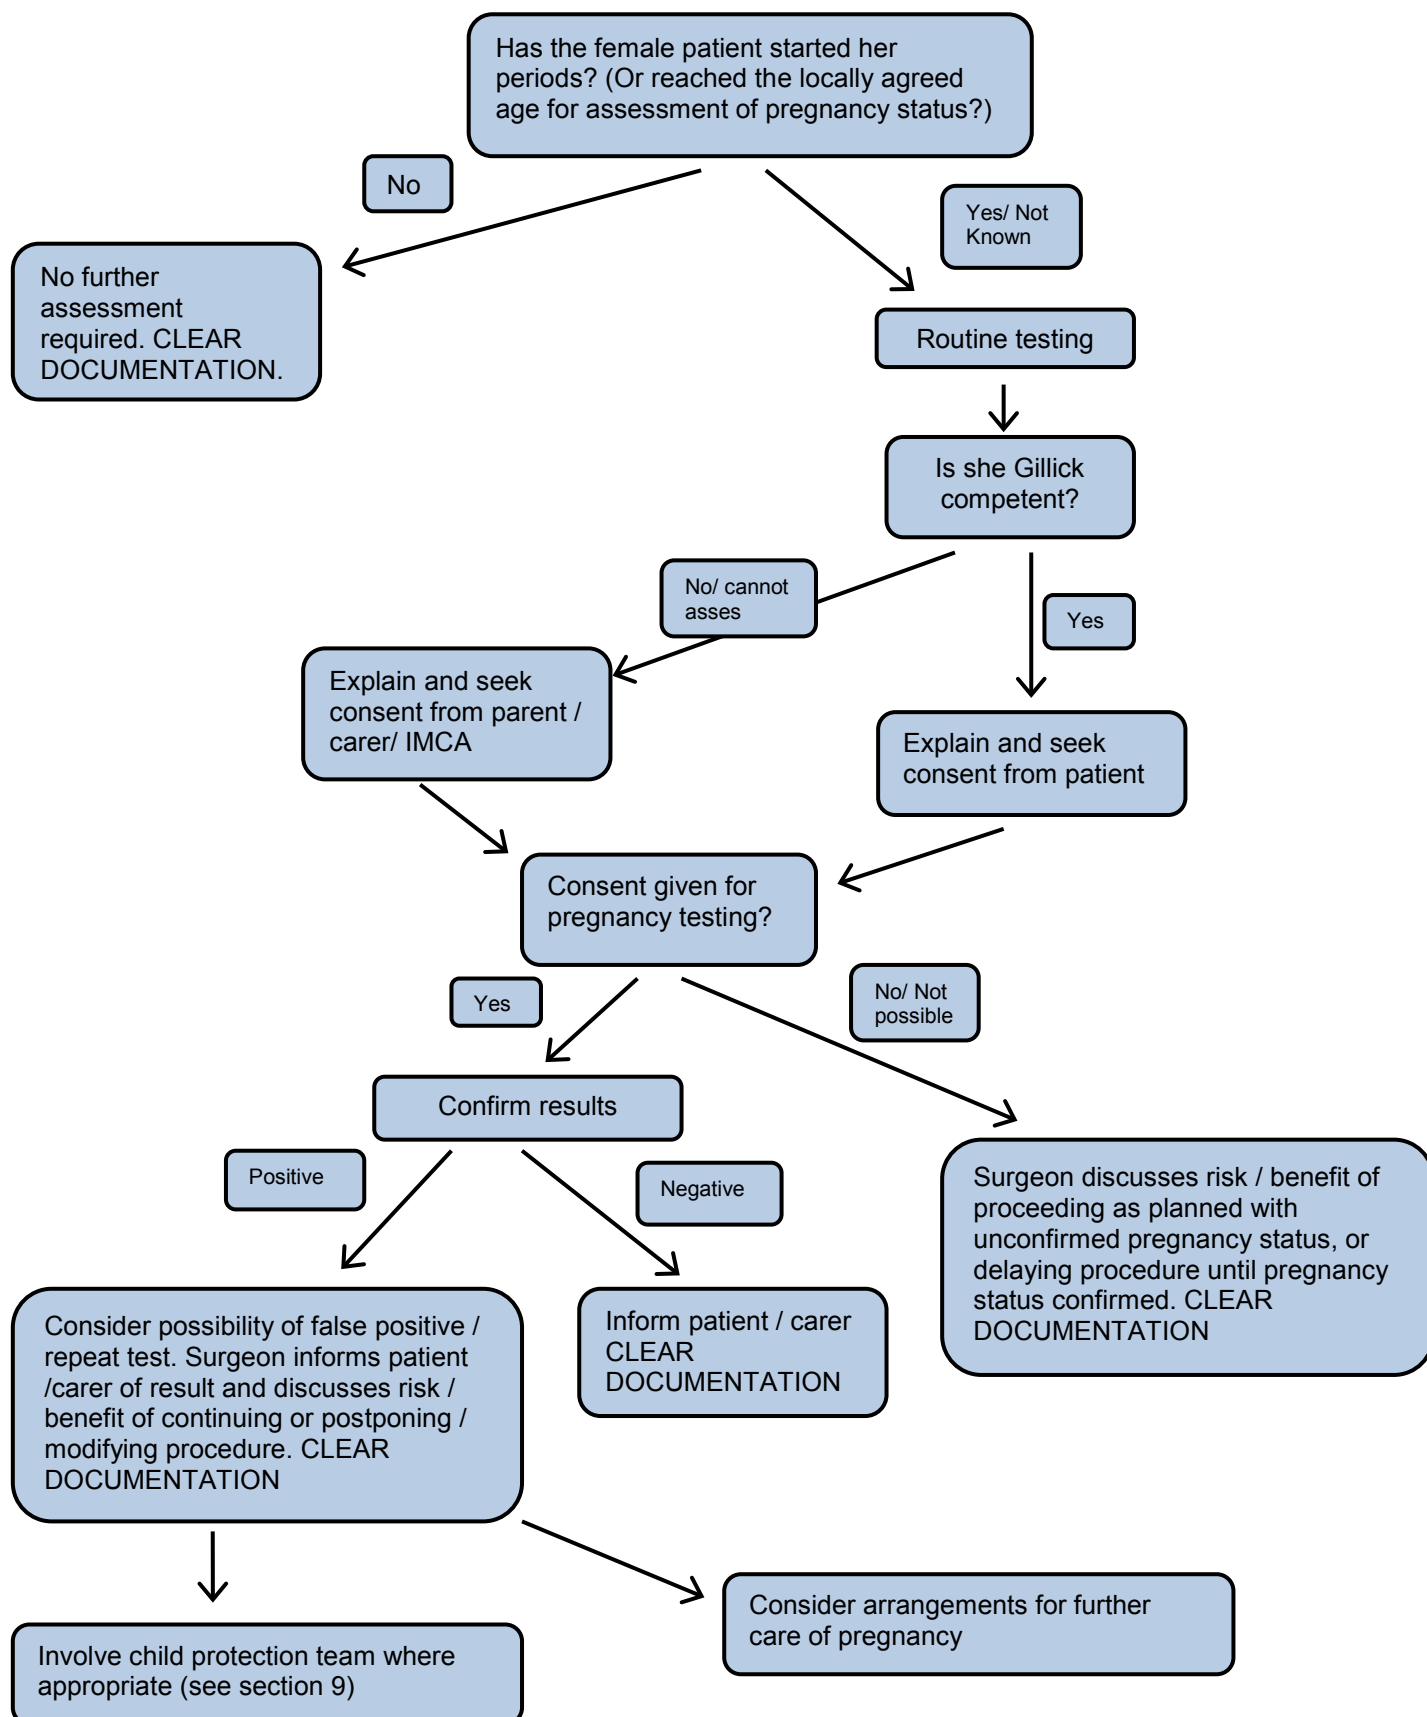 Has the female patient started her
periods? (Or reached the locally agreed
age for assessment of pregnancy status?)
No
Yes/ Not
Known
No further
assessment
required. CLEAR
DOCUMENTATION.
Routine testing
Is she Gillick
competent?
No/ cannot
asses
Yes
Explain and seek
consent from parent /
carer/ IMCA
Explain and seek
consent from patient
Consent given for
pregnancy testing?
Yes
No/ Not
possible
Confirm results
Positive
Negative
Surgeon discusses risk / benefit of
proceeding as planned with
unconfirmed pregnancy status, or
delaying procedure until pregnancy
status confirmed. CLEAR
DOCUMENTATION
Consider possibility of false positive /
repeat test. Surgeon informs patient
/carer of result and discusses risk /
benefit of continuing or postponing /
modifying procedure. CLEAR
DOCUMENTATION
Inform patient / carer
CLEAR
DOCUMENTATION
Consider arrangements for further
care of pregnancy
Involve child protection team where
appropriate (see section 9)